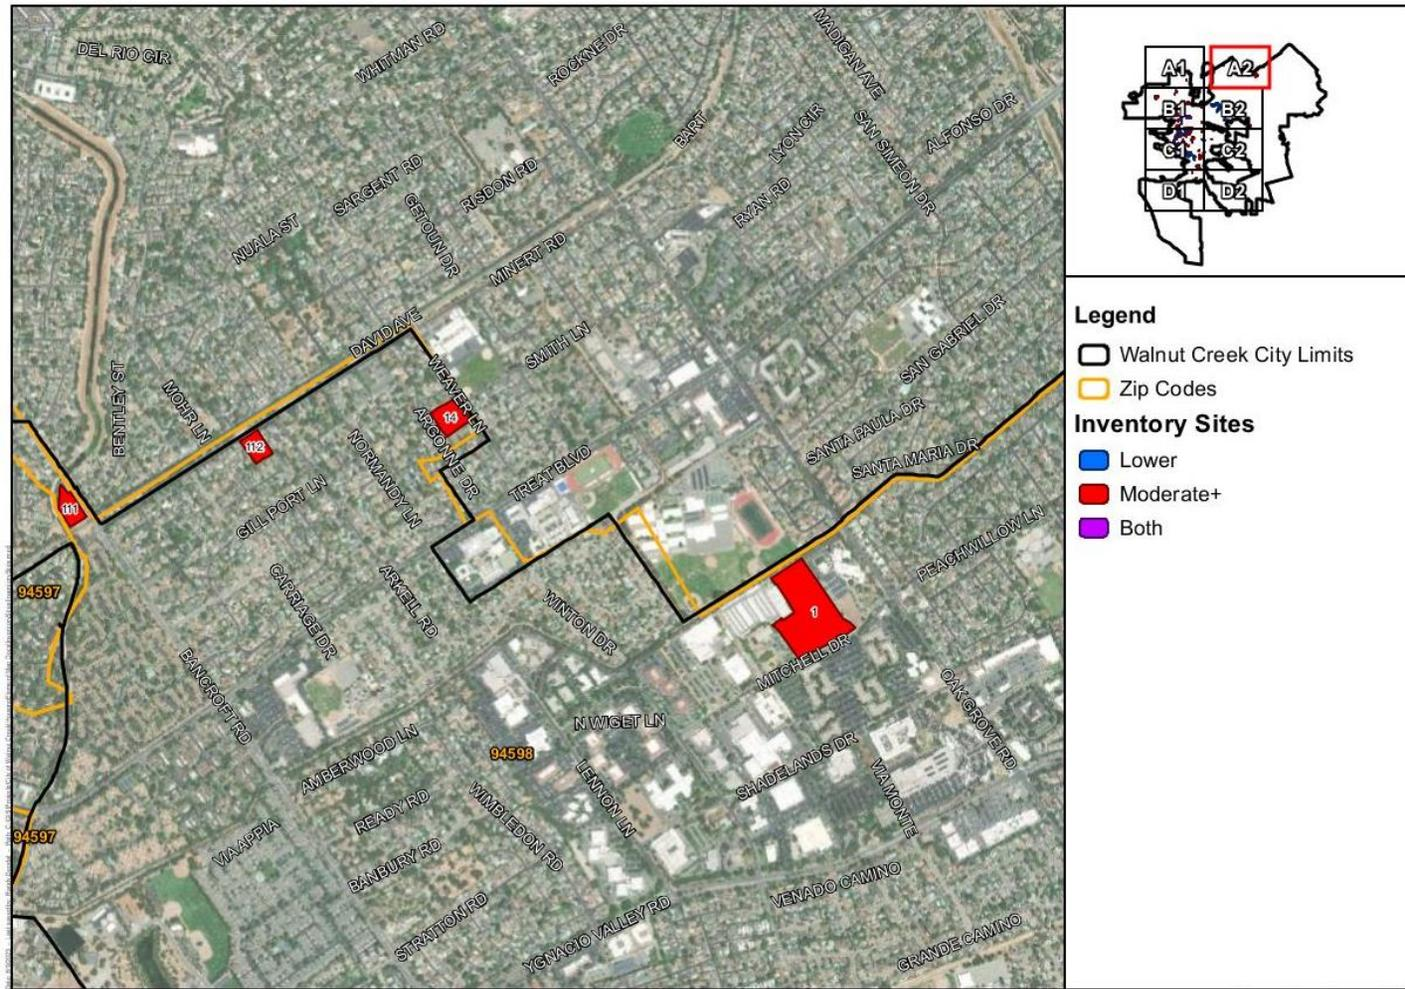 DEL RIO CIR
WHITMAN RD
ROCKNE DR
MADIGAN AVE
BART
LYON CIR
SAN SIMEON DR
ALFONSO DR
SARGENT RD
RISDON RD
GETOUN DR
NUALA ST
RYAN RD
MINERT RD
DAVID AVE
SMITH LN
SAN GABRIEL DR
BENTLEY ST
MOHR LN
WEAVER LN
14
ARGONNE DR
112
NORMANDY LN
TREAT BLVD
SANTA PAULA DR
SANTA MARIA DR
111
GILL PORT LN
PEACHWILLOW LN
94597
CARRIAGE DR
ARKELL RD
WINTON DR
1
MITCHELL DR
BANCROFT RD
OAK GROVE RD
N WIGET LN
94598
AMBERWOOD LN
SHADELANDS DR
VIA MONTE
LENNON LN
94597
READY RD
WIMBLEDON RD
VIA APPIA
BANBURY RD
VENADO CAMINO
STRATTON RD
YGNACIO VALLEY RD
GRANDE CAMINO
A1
A2
B1
B2
C1
C2
D1
D2
Legend
Walnut Creek City Limits
Zip Codes
Inventory Sites
Lower
Moderate+
Both